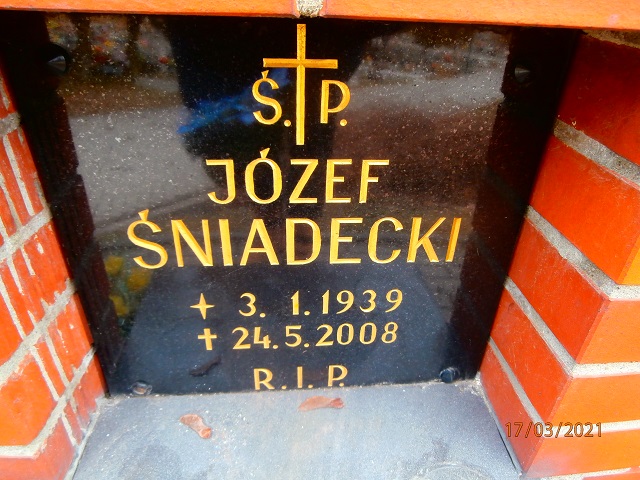 Ś. P.
JÓZEF
ŚNIADECKI
3. 1. 1939
✝ 24.5.2008
R.I.P.
17/03/2021